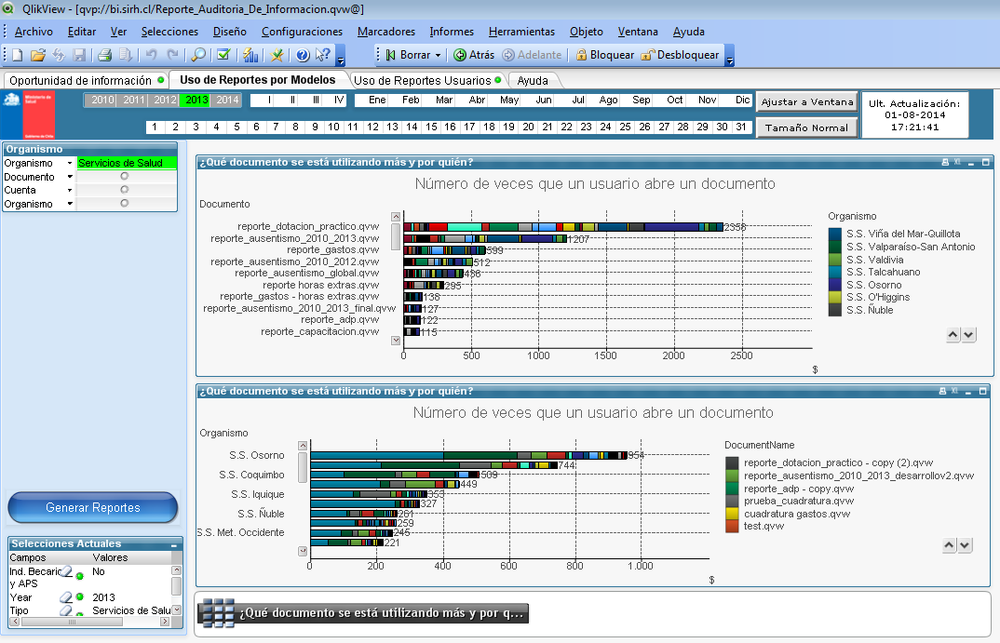 QlikView - [qvp://bi.sirh.cl/Reporte_Auditoria_De_Informacion.qvw@]
Archivo Editar Ver Selecciones Diseño Configuraciones Marcadores Informes Herramientas Objeto Ventana Ayuda
Borrar Atrás Adelante Bloquear Desbloquear
Oportunidad de información Uso de Reportes por Modelos Uso de Reportes Usuarios Ayuda
Ministerio de Salud
Gobierno de Chile
2010 2011 2012 2013 2014 I II III IV Ene Feb Mar Abr May Jun Jul Ago Sep Oct Nov Dic
1 2 3 4 5 6 7 8 9 10 11 12 13 14 15 16 17 18 19 20 21 22 23 24 25 26 27 28 29 30 31
Ajustar a Ventana
Tamaño Normal
Ult. Actualización:
01-08-2014
17:21:41
Organismo
Organismo Servicios de Salud
Documento
Cuenta
Organismo
¿Qué documento se está utilizando más y por quién? XL
Número de veces que un usuario abre un documento
Documento
reporte_dotacion_practico.qvw 2358
reporte_ausentismo_2010_2013.qvw 1207
reporte_gastos.qvw 599
reporte_ausentismo_2010_2012.qvw 512
reporte_ausentismo_global.qvw 438
reporte horas extras.qvw 295
reporte_gastos - horas extras.qvw 138
reporte_ausentismo_2010_2013_final.qvw 127
reporte_adp.qvw 122
reporte_capacitacion.qvw 115
0 500 1000 1500 2000 2500
$
Organismo
S.S. Viña del Mar-Quillota
S.S. Valparaíso-San Antonio
S.S. Valdivia
S.S. Talcahuano
S.S. Osorno
S.S. O'Higgins
S.S. Ñuble
¿Qué documento se está utilizando más y por quién? XL
Número de veces que un usuario abre un documento
Organismo
S.S. Osorno 954
744
S.S. Coquimbo 509
449
S.S. Iquique 353
327
S.S. Ñuble 261
259
S.S. Met. Occidente 245
221
0 200 400 600 800 1.000
$
DocumentName
reporte_dotacion_practico - copy (2).qvw
reporte_ausentismo_2010_2013_desarrollov2.qvw
reporte_adp - copy.qvw
prueba_cuadratura.qvw
cuadratura gastos.qvw
test.qvw
Generar Reportes
Selecciones Actuales
Campos Valores
Ind. Becario y APS No
Year 2013
Tipo Servicios de Salu
¿Qué documento se está utilizando más y por q...